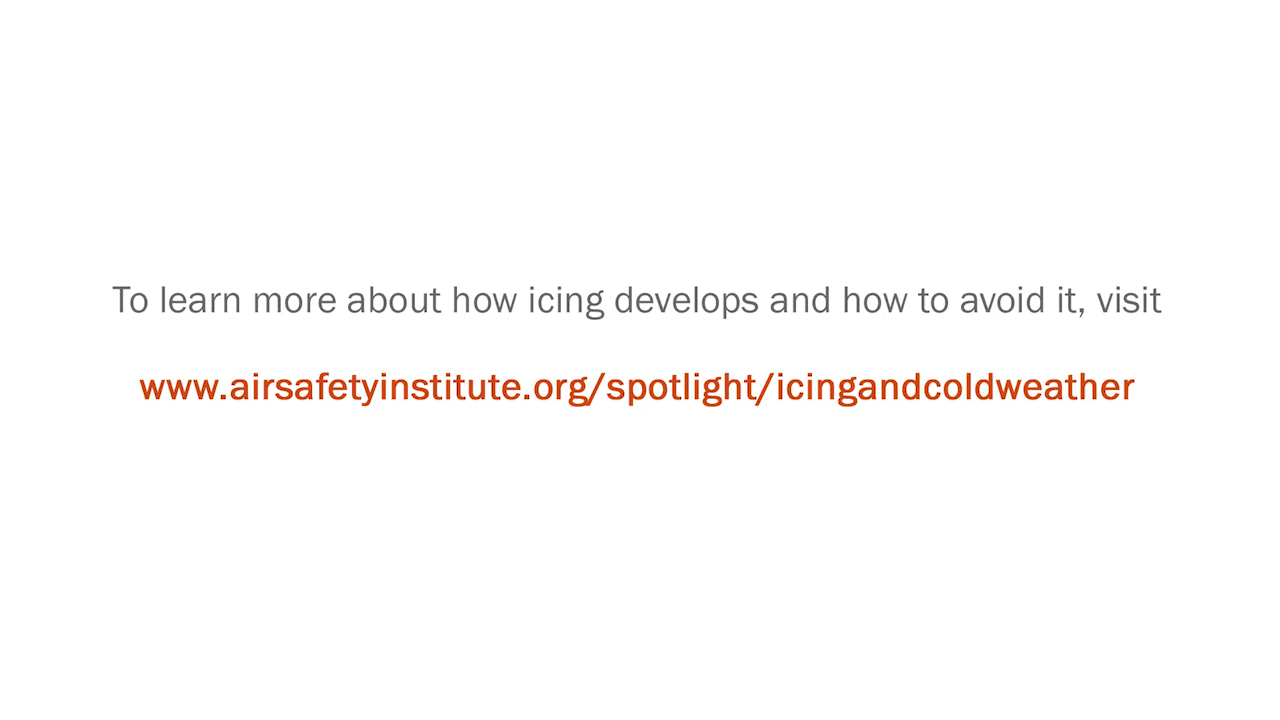 To learn more about how icing develops and how to avoid it, visit
www.airsafetyinstitute.org/spotlight/icingandcoldweather